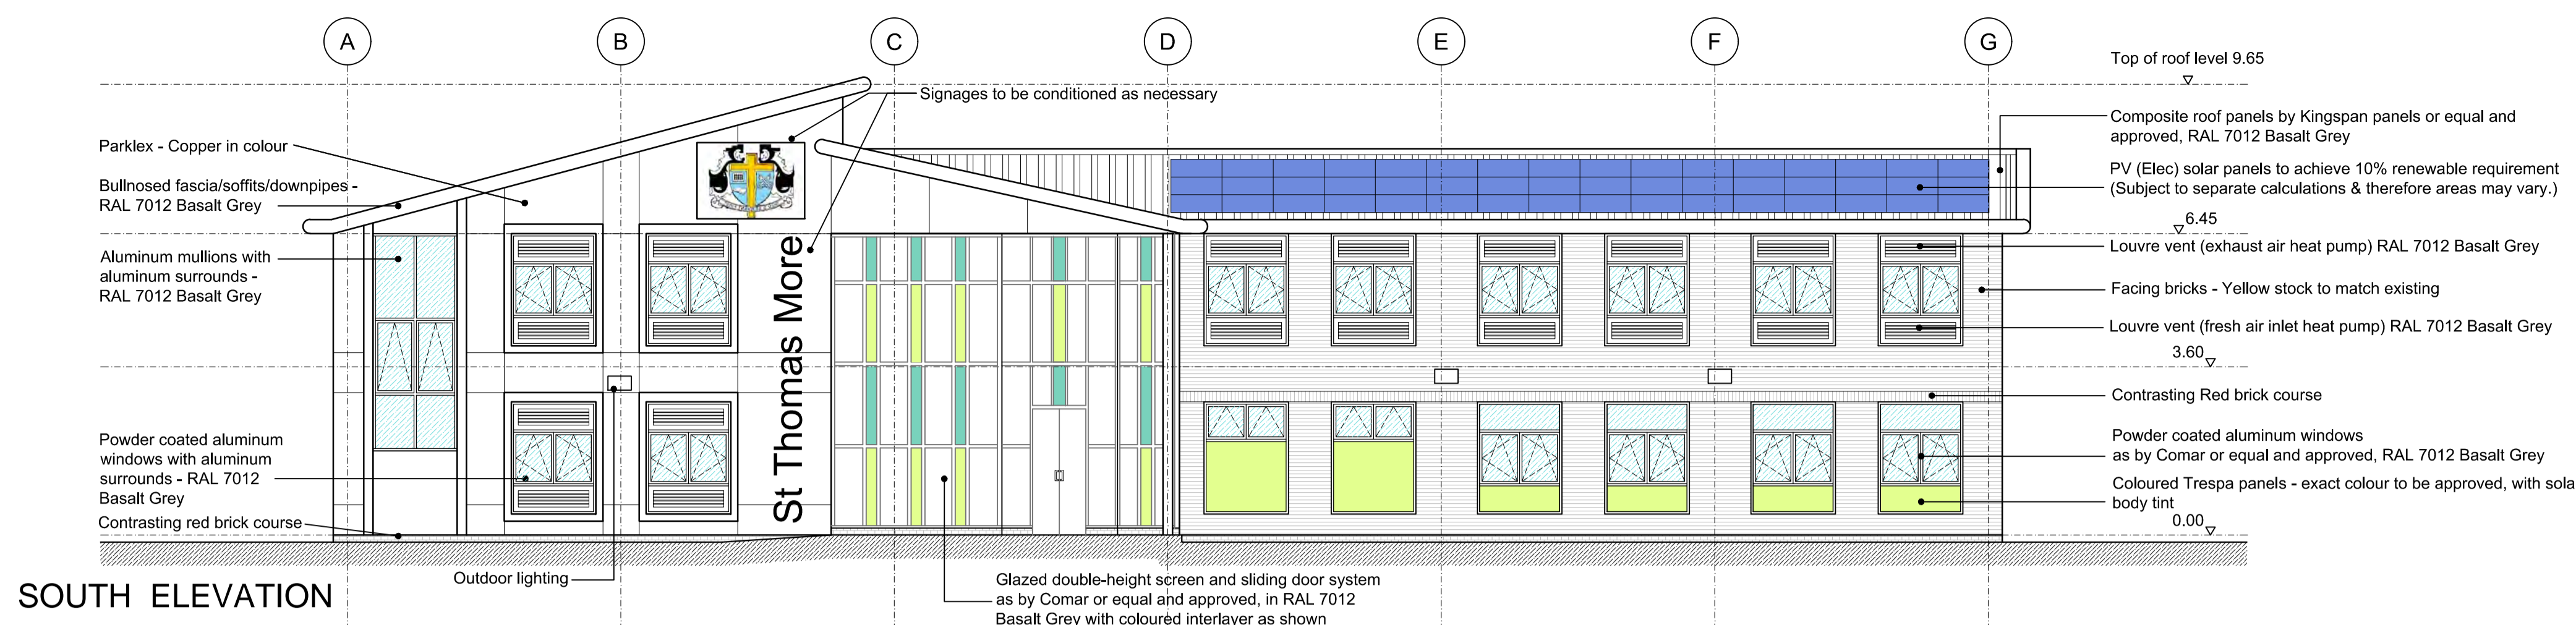 A
B
C
D
E
F
G
Top of roof level 9.65
Signages to be conditioned as necessary
Composite roof panels by Kingspan panels or equal and
approved, RAL 7012 Basalt Grey
Parklex - Copper in colour
PV (Elec) solar panels to achieve 10% renewable requirement
(Subject to separate calculations & therefore areas may vary.)
Bullnosed fascia/soffits/downpipes -
RAL 7012 Basalt Grey
6.45
Louvre vent (exhaust air heat pump) RAL 7012 Basalt Grey
Aluminum mullions with
aluminum surrounds -
RAL 7012 Basalt Grey
Facing bricks - Yellow stock to match existing
Louvre vent (fresh air inlet heat pump) RAL 7012 Basalt Grey
3.60
St Thomas More
Contrasting Red brick course
Powder coated aluminum
windows with aluminum
surrounds - RAL 7012
Basalt Grey
Powder coated aluminum windows
as by Comar or equal and approved, RAL 7012 Basalt Grey
Coloured Trespa panels - exact colour to be approved, with sola
body tint
0.00
Contrasting red brick course
Outdoor lighting
Glazed double-height screen and sliding door system
as by Comar or equal and approved, in RAL 7012
Basalt Grey with coloured interlayer as shown
SOUTH ELEVATION